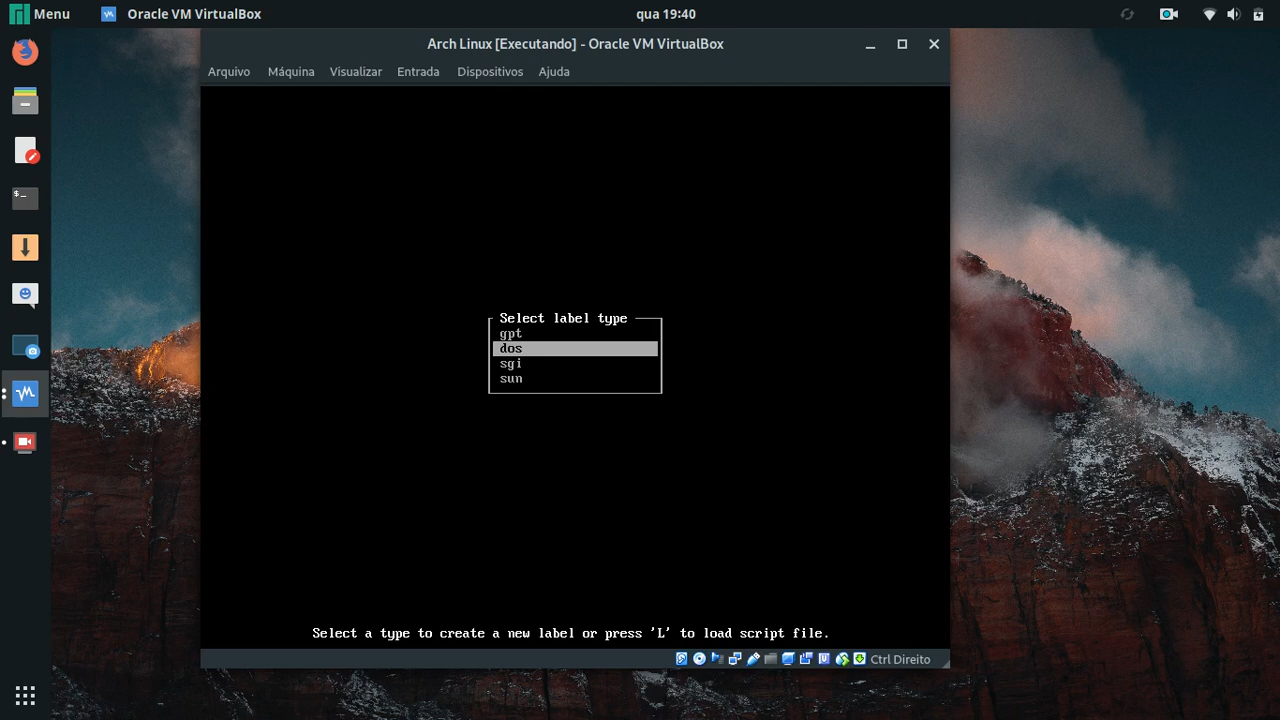 Menu
Oracle VM VirtualBox
qua 19:40
Arch Linux [Executando] - Oracle VM VirtualBox
Arquivo Máquina Visualizar Entrada Dispositivos Ajuda
$_
Select label type
gpt
dos
sgi
sun
Select a type to create a new label or press 'L' to load script file.
Ctrl Direito